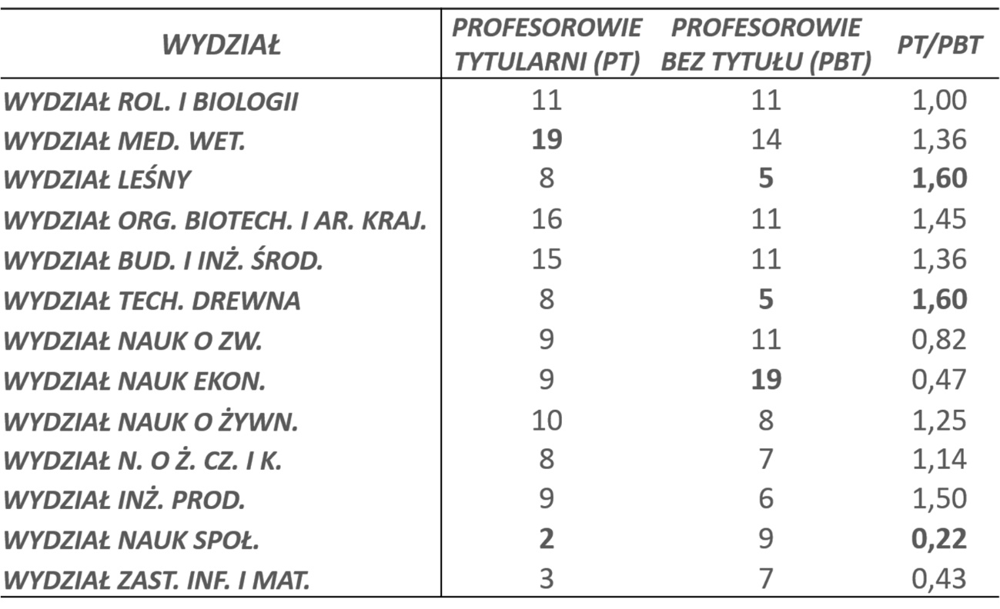 WYDZIAŁ PROFESOROWIE TYTULARNI (PT) PROFESOROWIE BEZ TYTUŁU (PBT) PT/PBT
WYDZIAŁ ROL. I BIOLOGII 11 11 1,00
WYDZIAŁ MED. WET. 19 14 1,36
WYDZIAŁ LEŚNY 8 5 1,60
WYDZIAŁ ORG. BIOTECH. I AR. KRAJ. 16 11 1,45
WYDZIAŁ BUD. I INŻ. ŚROD. 15 11 1,36
WYDZIAŁ TECH. DREWNA 8 5 1,60
WYDZIAŁ NAUK O ZW. 9 11 0,82
WYDZIAŁ NAUK EKON. 9 19 0,47
WYDZIAŁ NAUK O ŻYWN. 10 8 1,25
WYDZIAŁ N. O Ż. CZ. I K. 8 7 1,14
WYDZIAŁ INŻ. PROD. 9 6 1,50
WYDZIAŁ NAUK SPOŁ. 2 9 0,22
WYDZIAŁ ZAST. INF. I MAT. 3 7 0,43